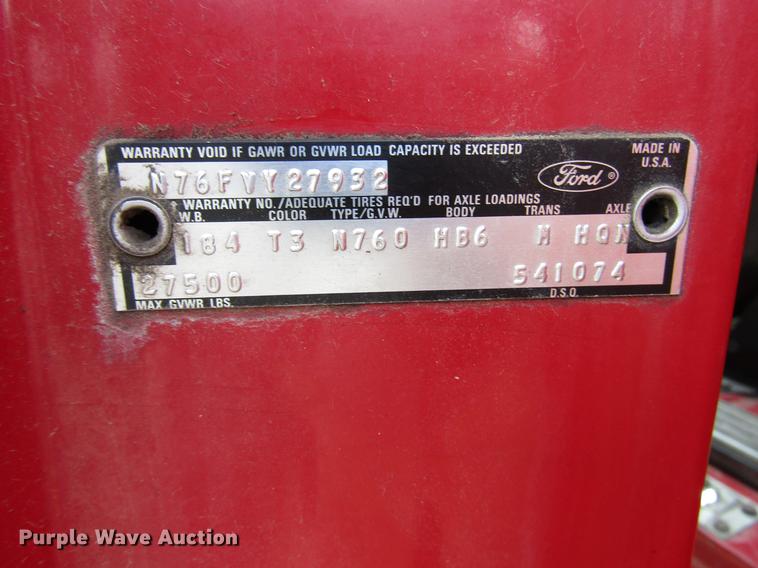 WARRANTY VOID IF GAWR OR GVWR LOAD CAPACITY IS EXCEEDED
MADE IN
U.S.A.
N76FVY27932
Ford ®
WARRANTY NO./ADEQUATE TIRES REQ'D FOR AXLE LOADINGS
W.B. COLOR TYPE/G.V.W. BODY TRANS AXLE
184 T3 N760 HB6 M HQN
27500 541074
MAX GVWR LBS. D.S.O.
Purple Wave Auction